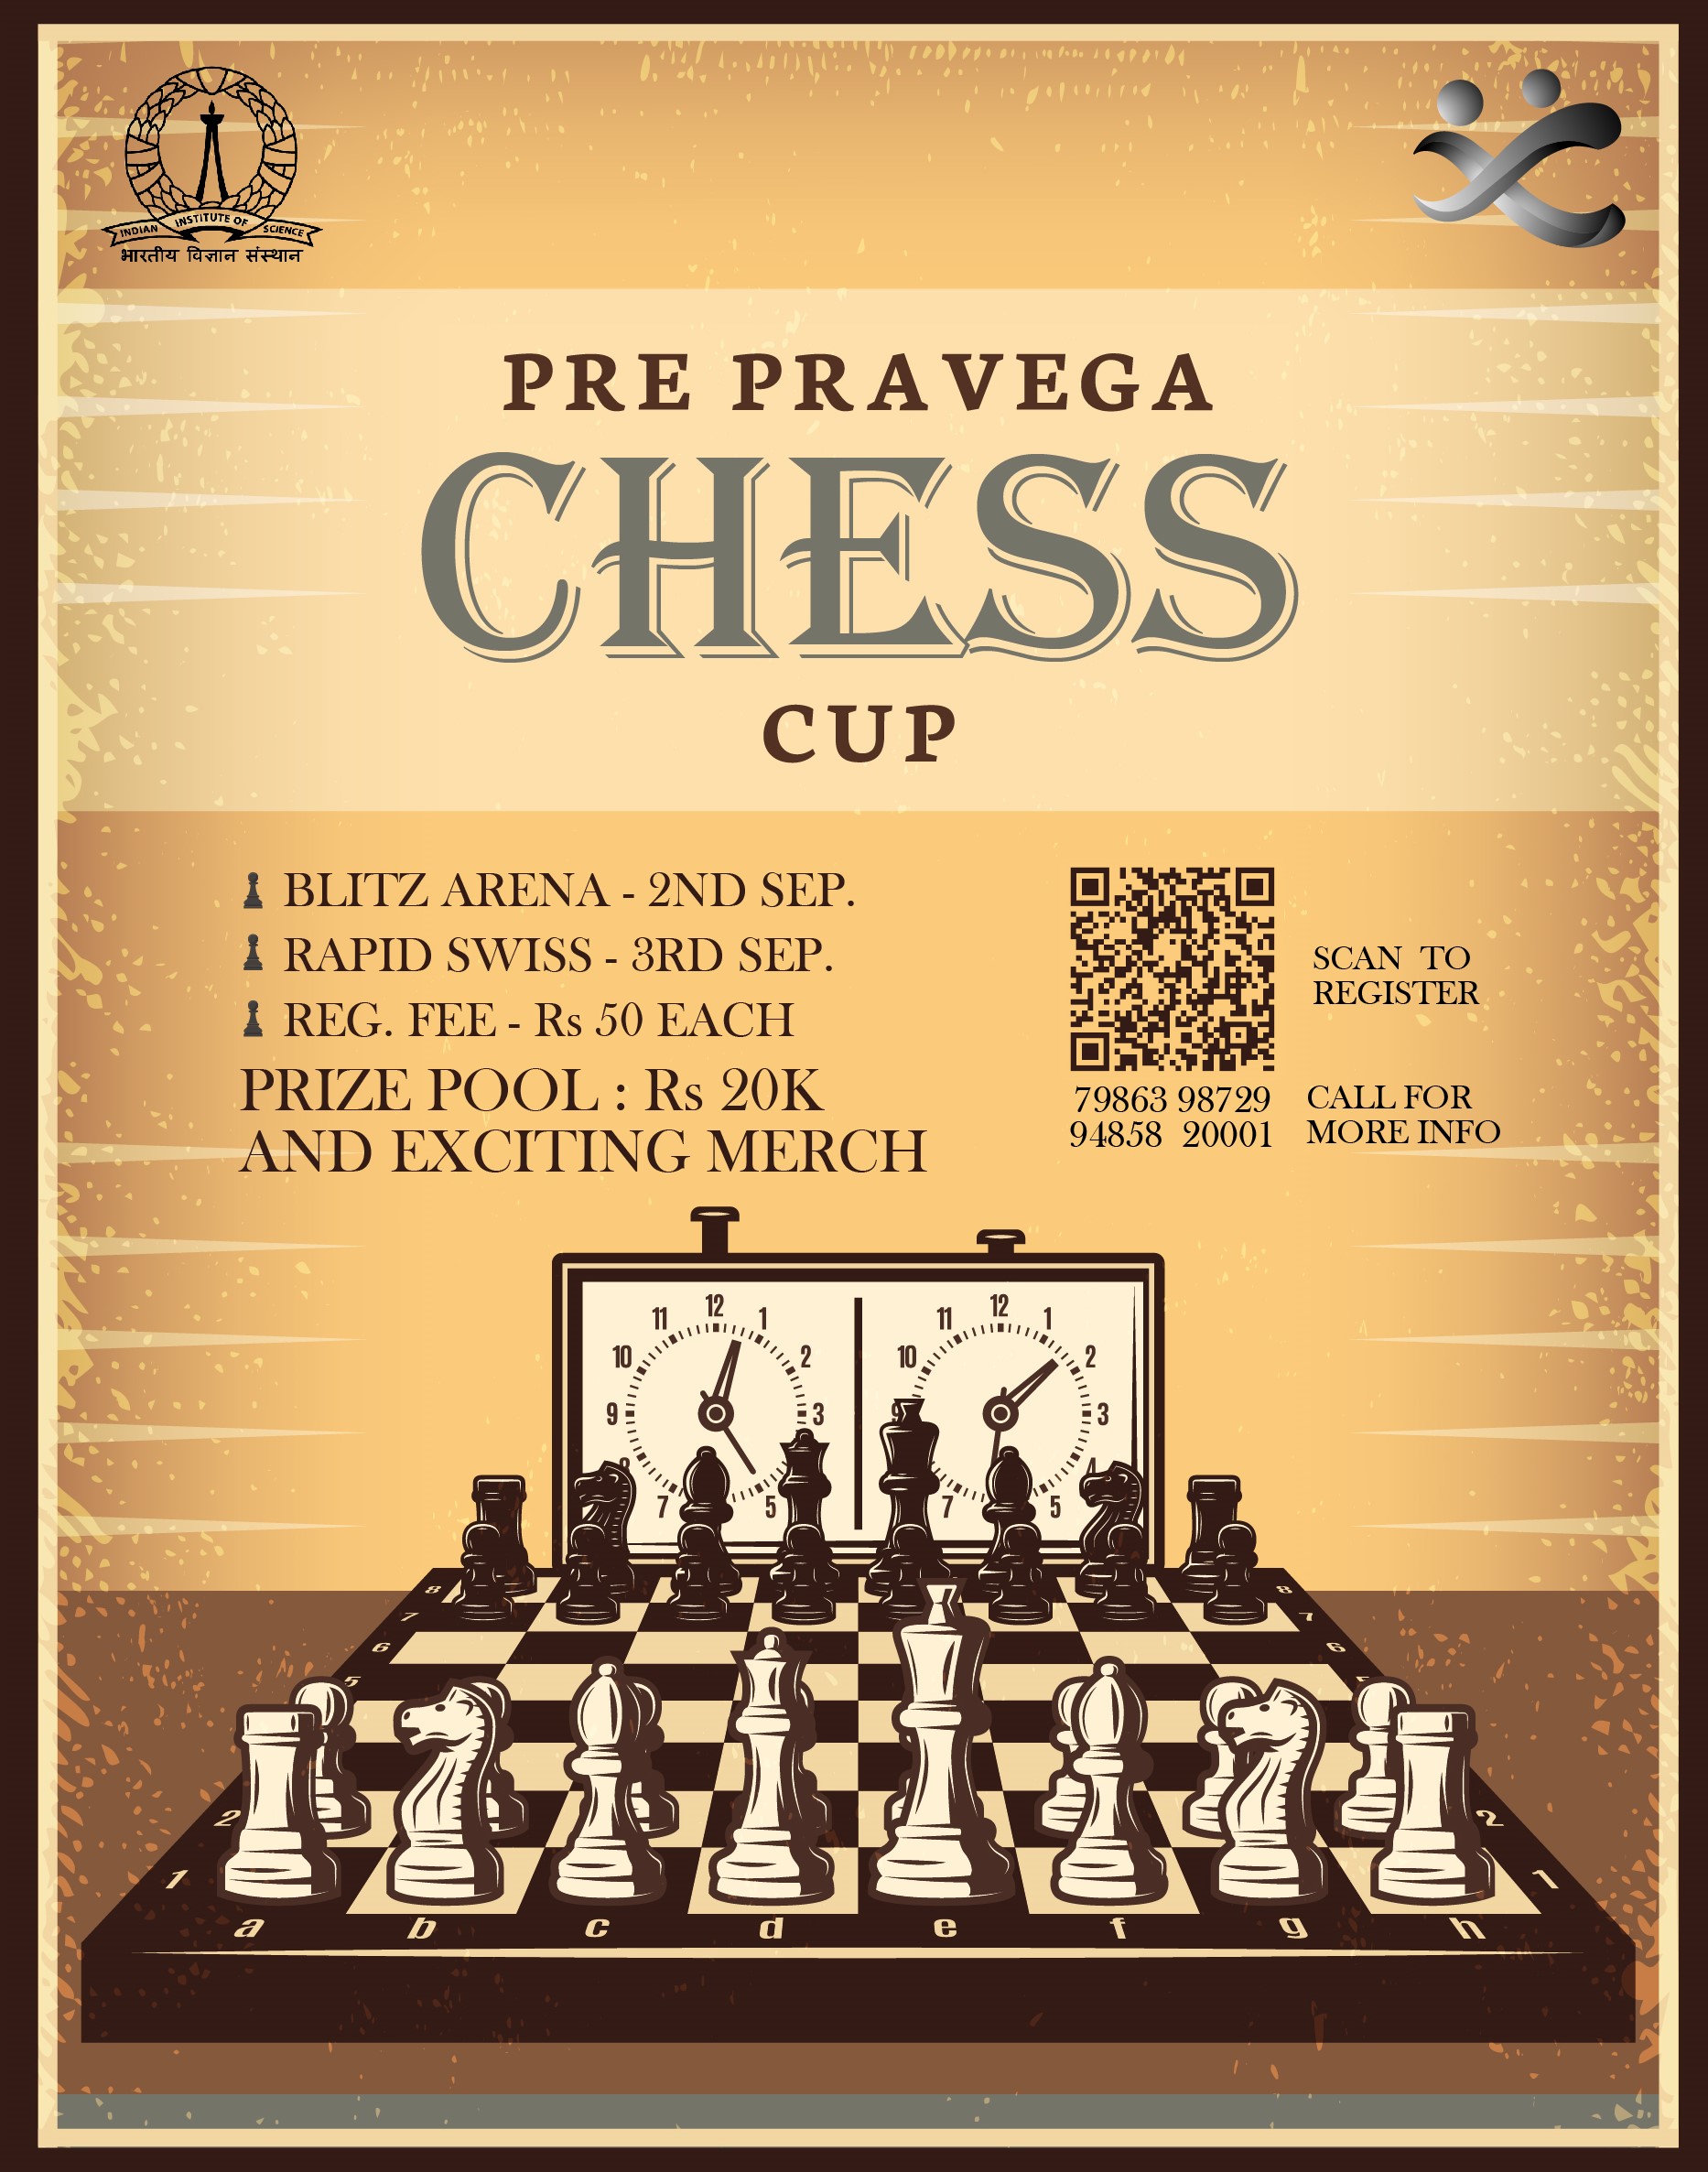 INDIAN INSTITUTE OF SCIENCE
भारतीय विज्ञान संस्थान
PRE PRAVEGA
CHESS
CUP
BLITZ ARENA - 2ND SEP.
RAPID SWISS - 3RD SEP.
REG. FEE - Rs 50 EACH
PRIZE POOL : Rs 20K
AND EXCITING MERCH
SCAN TO
REGISTER
79863 98729
94858 20001
CALL FOR
MORE INFO
12
11 1
10 2
9 3
7 5
12
11 1
10 2
9 3
4
7 5
8 8
7 7
6 6
5 5
2 2
1 1
a b c d e f g h